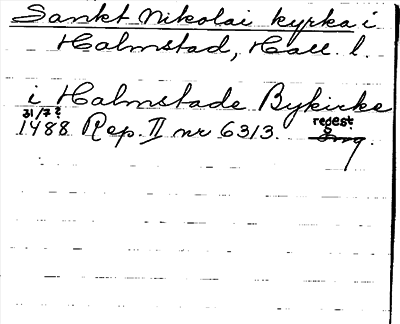 Sankt Nikolai kyrka i
Halmstad, Hall. l.
i Halmstade Bykirke
31/7?
1488 Rep. II nr 6313. regest